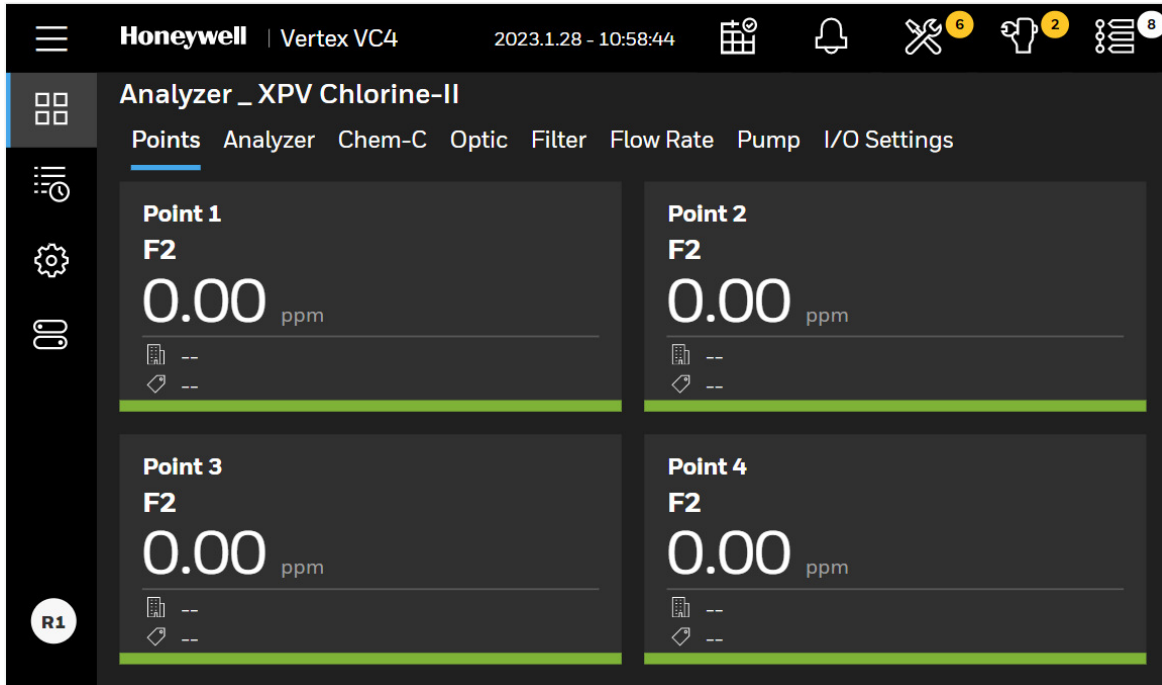 Honeywell | Vertex VC4 2023.1.28 - 10:58:44 6 2 8
Analyzer _ XPV Chlorine-II
Points Analyzer Chem-C Optic Filter Flow Rate Pump I/O Settings
Point 1
F2
0.00 ppm
--
--
Point 2
F2
0.00 ppm
--
--
Point 3
F2
0.00 ppm
--
--
Point 4
F2
0.00 ppm
--
--
R1